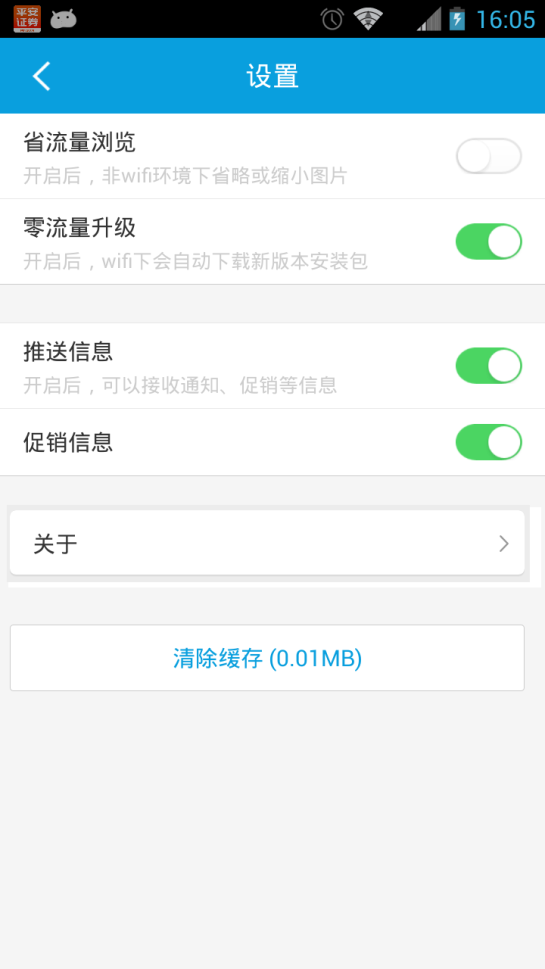 平安
证券
16:05
设置
省流量浏览
开启后，非wifi环境下省略或缩小图片
零流量升级
开启后，wifi下会自动下载新版本安装包
推送信息
开启后，可以接收通知、促销等信息
促销信息
关于
清除缓存 (0.01MB)